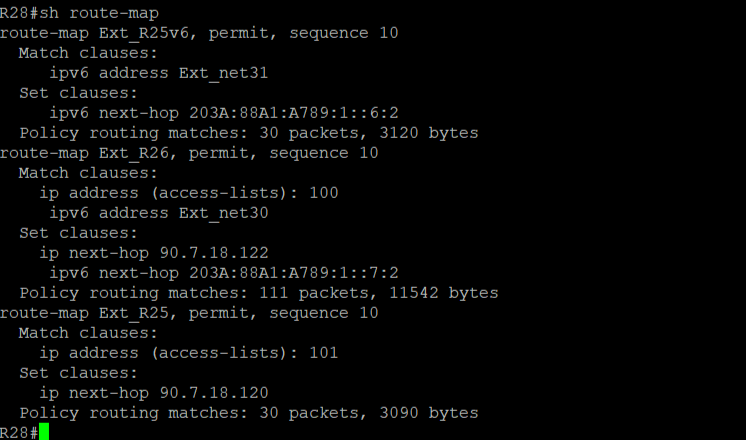 R28#sh route-map
route-map Ext_R25v6, permit, sequence 10
  Match clauses:
     ipv6 address Ext_net31
  Set clauses:
     ipv6 next-hop 203A:88A1:A789:1::6:2
  Policy routing matches: 30 packets, 3120 bytes
route-map Ext_R26, permit, sequence 10
  Match clauses:
    ip address (access-lists): 100
     ipv6 address Ext_net30
  Set clauses:
    ip next-hop 90.7.18.122
     ipv6 next-hop 203A:88A1:A789:1::7:2
  Policy routing matches: 111 packets, 11542 bytes
route-map Ext_R25, permit, sequence 10
  Match clauses:
    ip address (access-lists): 101
  Set clauses:
    ip next-hop 90.7.18.120
  Policy routing matches: 30 packets, 3090 bytes
R28#